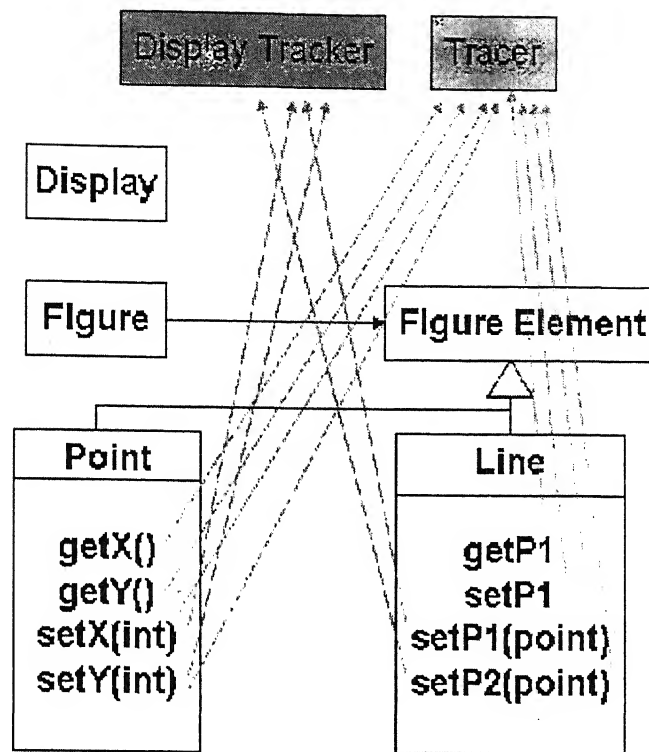 Display Tracker
Tracer
Display
Figure
Figure Element
Point
getX()
getY()
setX(int)
setY(int)
Line
getP1
setP1
setP1(point)
setP2(point)